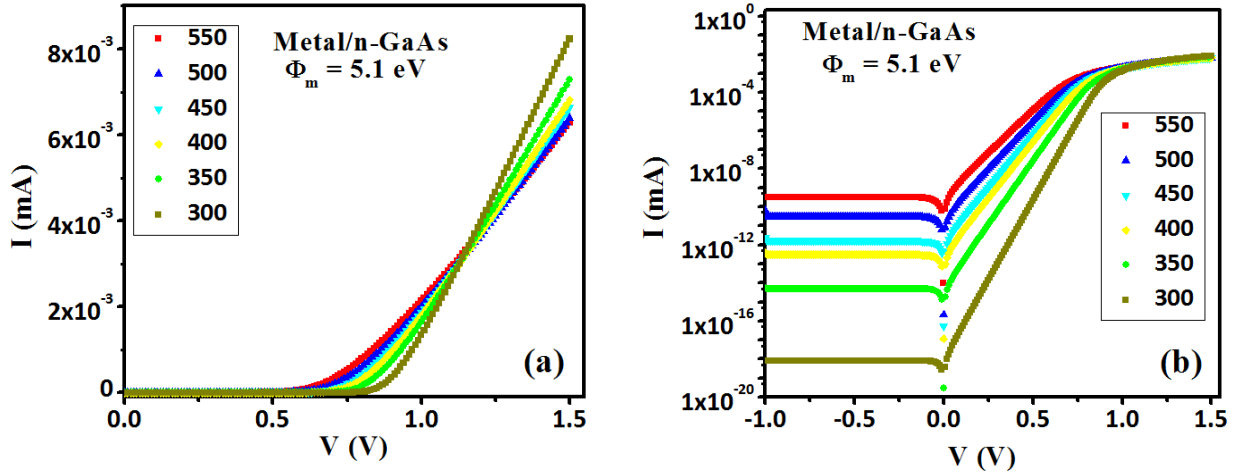 8x10⁻³
6x10⁻³
4x10⁻³
2x10⁻³
0
I (mA)
550
500
450
400
350
300
Metal/n-GaAs
Φm = 5.1 eV
(a)
0.0 0.5 1.0 1.5
V (V)
1x10⁰
1x10⁻⁴
1x10⁻⁸
1x10⁻¹²
1x10⁻¹⁶
1x10⁻²⁰
I (mA)
Metal/n-GaAs
Φm = 5.1 eV
(b)
550
500
450
400
350
300
-1.0 -0.5 0.0 0.5 1.0 1.5
V (V)